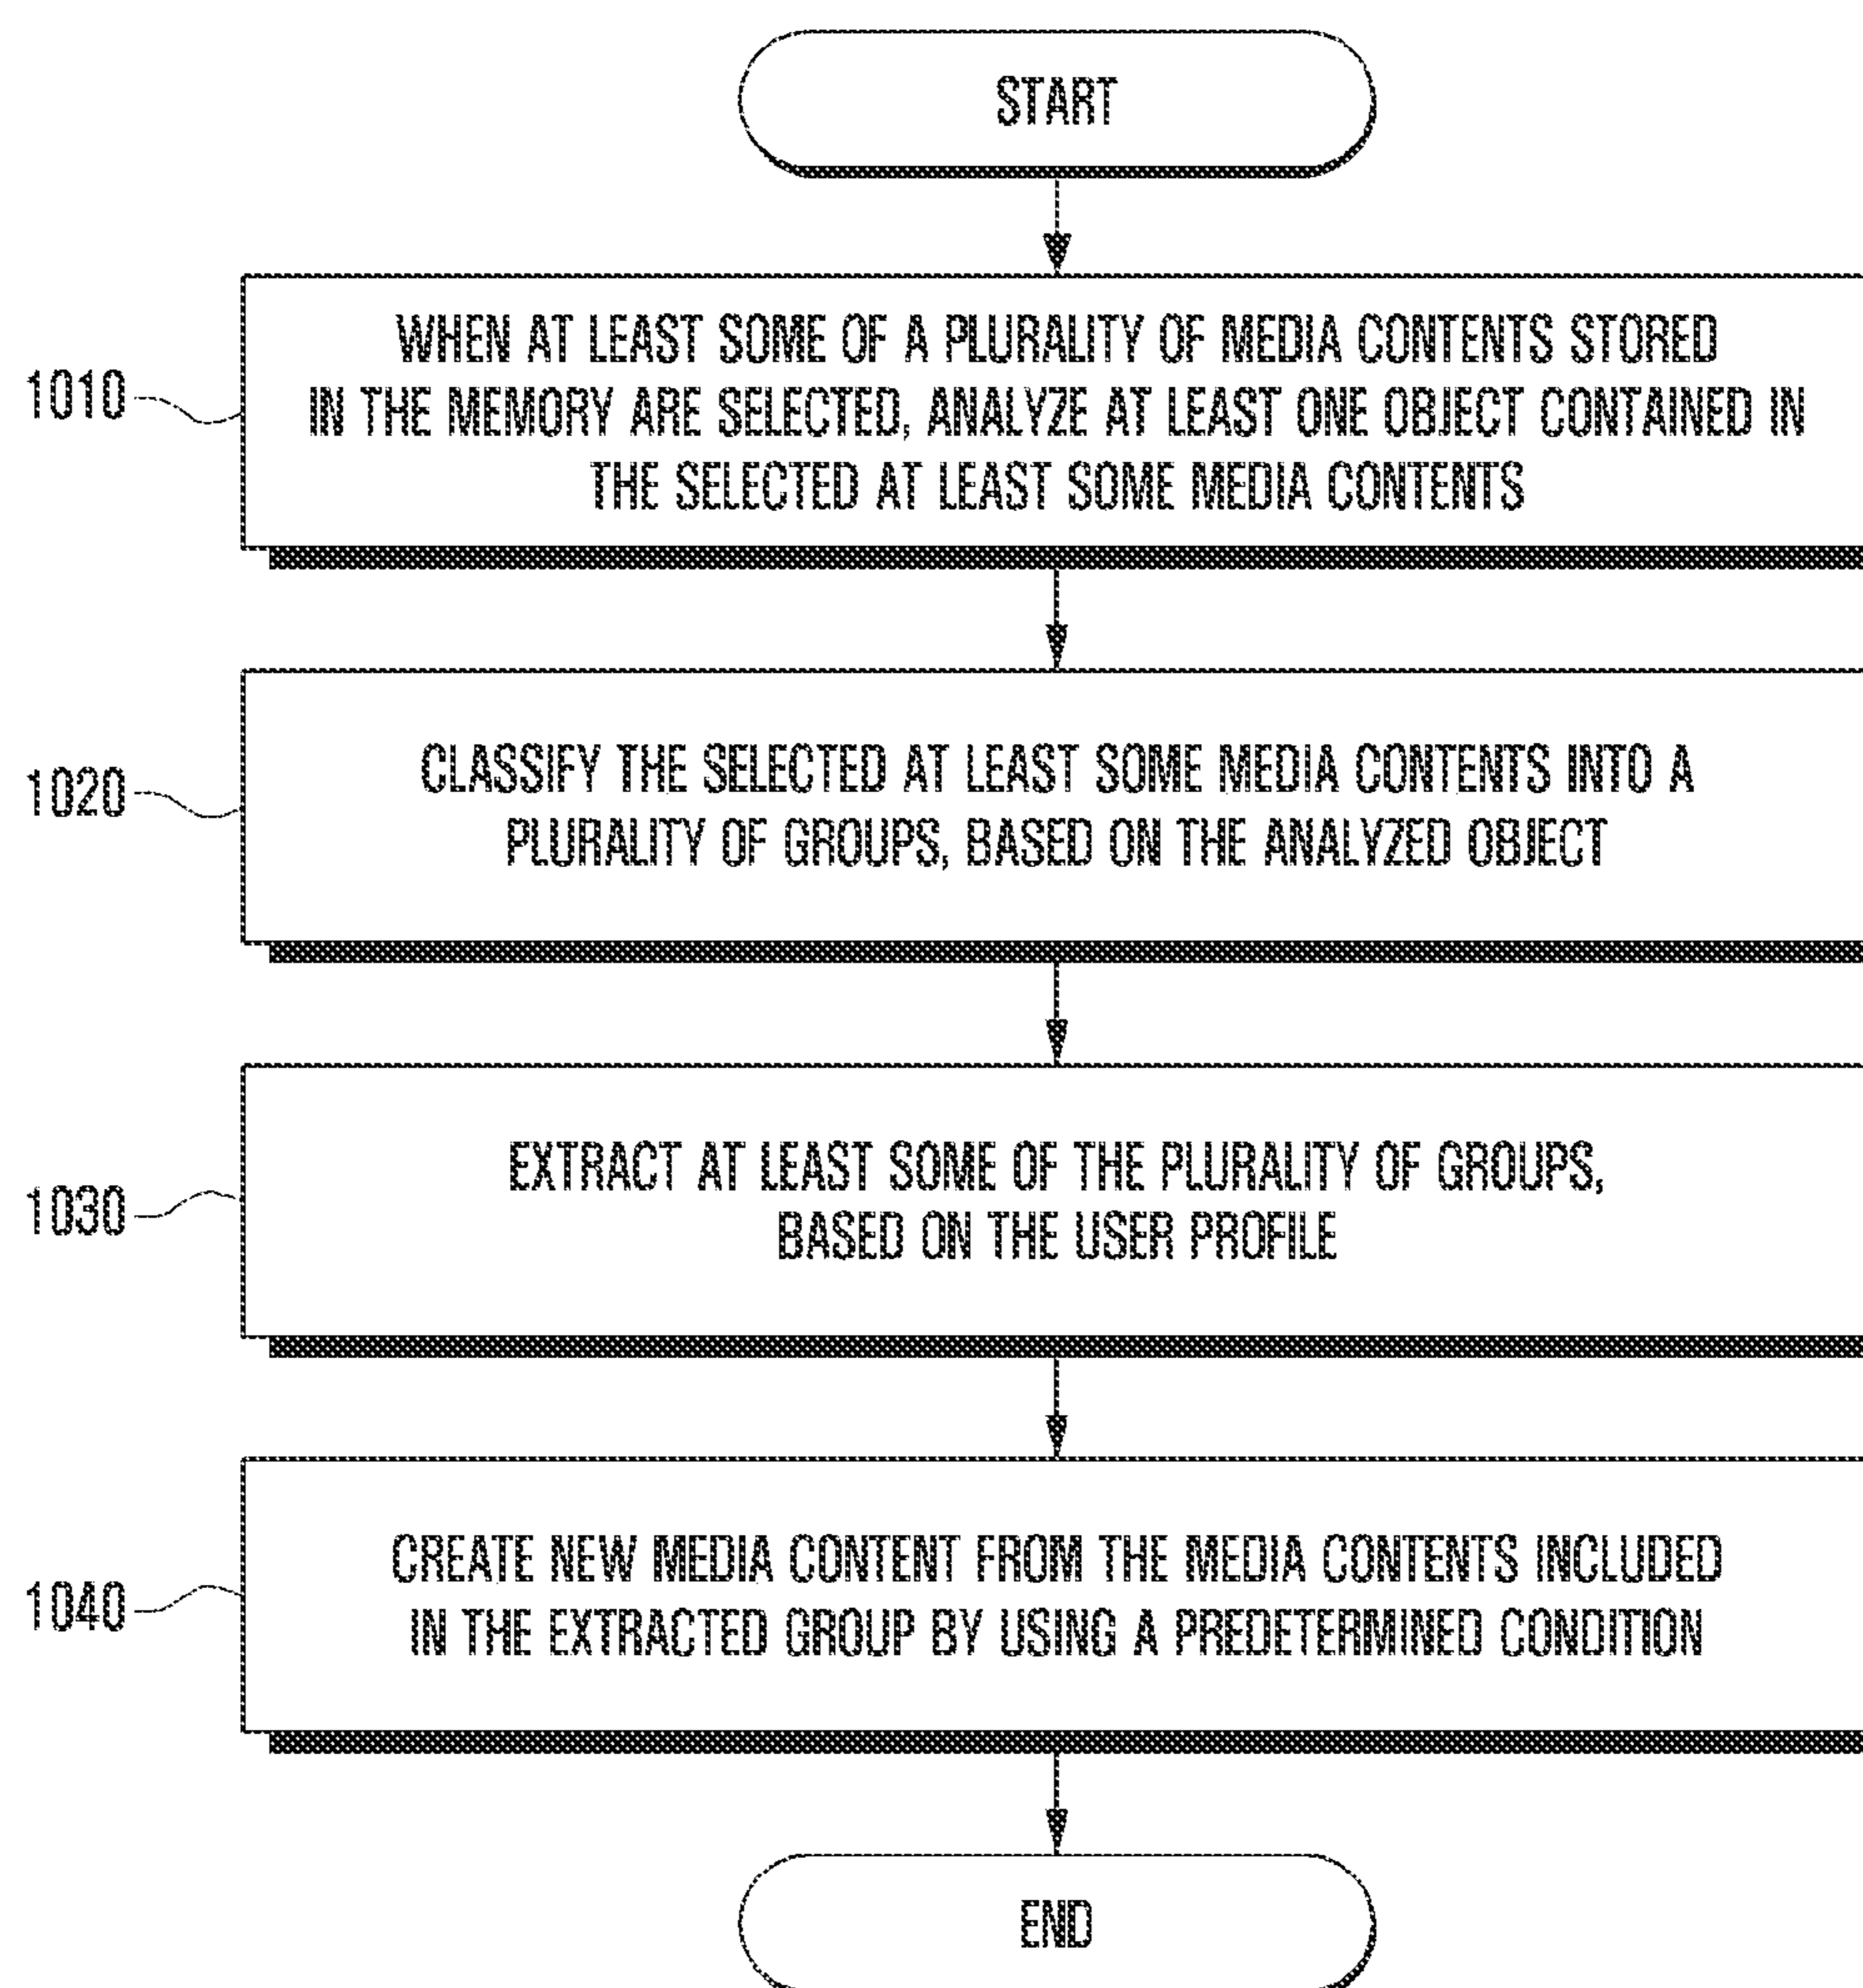 START
1010
WHEN AT LEAST SOME OF A PLURALITY OF MEDIA CONTENTS STORED
IN THE MEMORY ARE SELECTED, ANALYZE AT LEAST ONE OBJECT CONTAINED IN
THE SELECTED AT LEAST SOME MEDIA CONTENTS
1020
CLASSIFY THE SELECTED AT LEAST SOME MEDIA CONTENTS INTO A
PLURALITY OF GROUPS, BASED ON THE ANALYZED OBJECT
1030
EXTRACT AT LEAST SOME OF THE PLURALITY OF GROUPS,
BASED ON THE USER PROFILE
1040
CREATE NEW MEDIA CONTENT FROM THE MEDIA CONTENTS INCLUDED
IN THE EXTRACTED GROUP BY USING A PREDETERMINED CONDITION
END